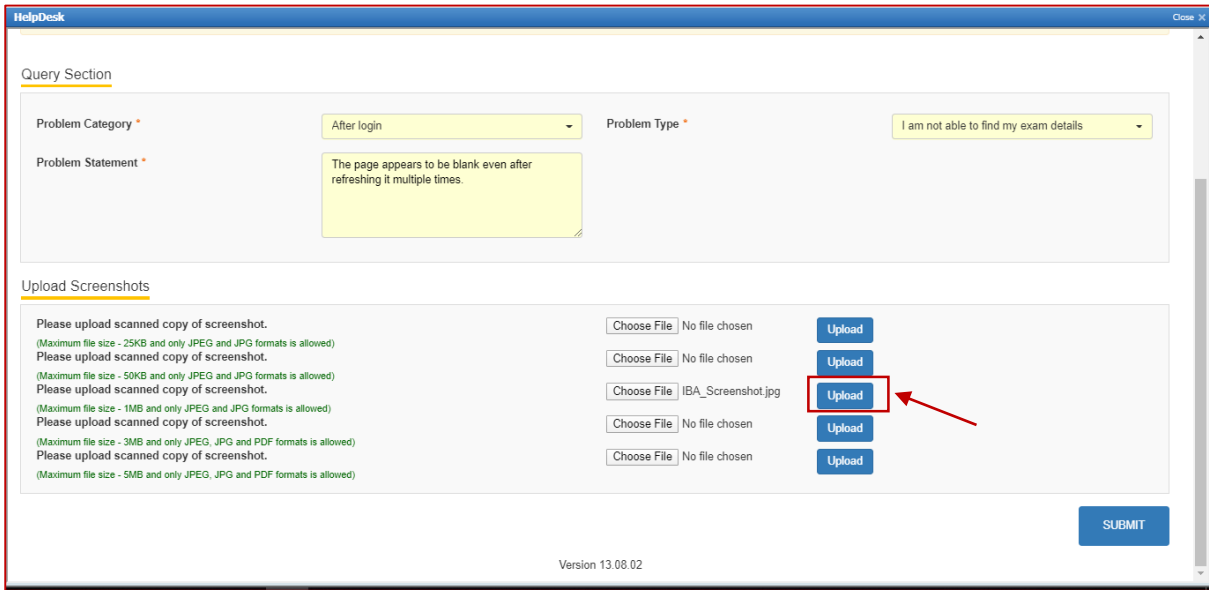 HelpDesk
Close ×
Query Section
Problem Category *
After login
Problem Type *
I am not able to find my exam details
Problem Statement *
The page appears to be blank even after
refreshing it multiple times.
Upload Screenshots
Please upload scanned copy of screenshot.
Choose File No file chosen
Upload
(Maximum file size - 25KB and only JPEG and JPG formats is allowed)
Please upload scanned copy of screenshot.
Choose File No file chosen
Upload
(Maximum file size - 50KB and only JPEG and JPG formats is allowed)
Please upload scanned copy of screenshot.
Choose File IBA_Screenshot.jpg
Upload
(Maximum file size - 1MB and only JPEG and JPG formats is allowed)
Please upload scanned copy of screenshot.
Choose File No file chosen
Upload
(Maximum file size - 3MB and only JPEG, JPG and PDF formats is allowed)
Please upload scanned copy of screenshot.
Choose File No file chosen
Upload
(Maximum file size - 5MB and only JPEG, JPG and PDF formats is allowed)
SUBMIT
Version 13.08.02